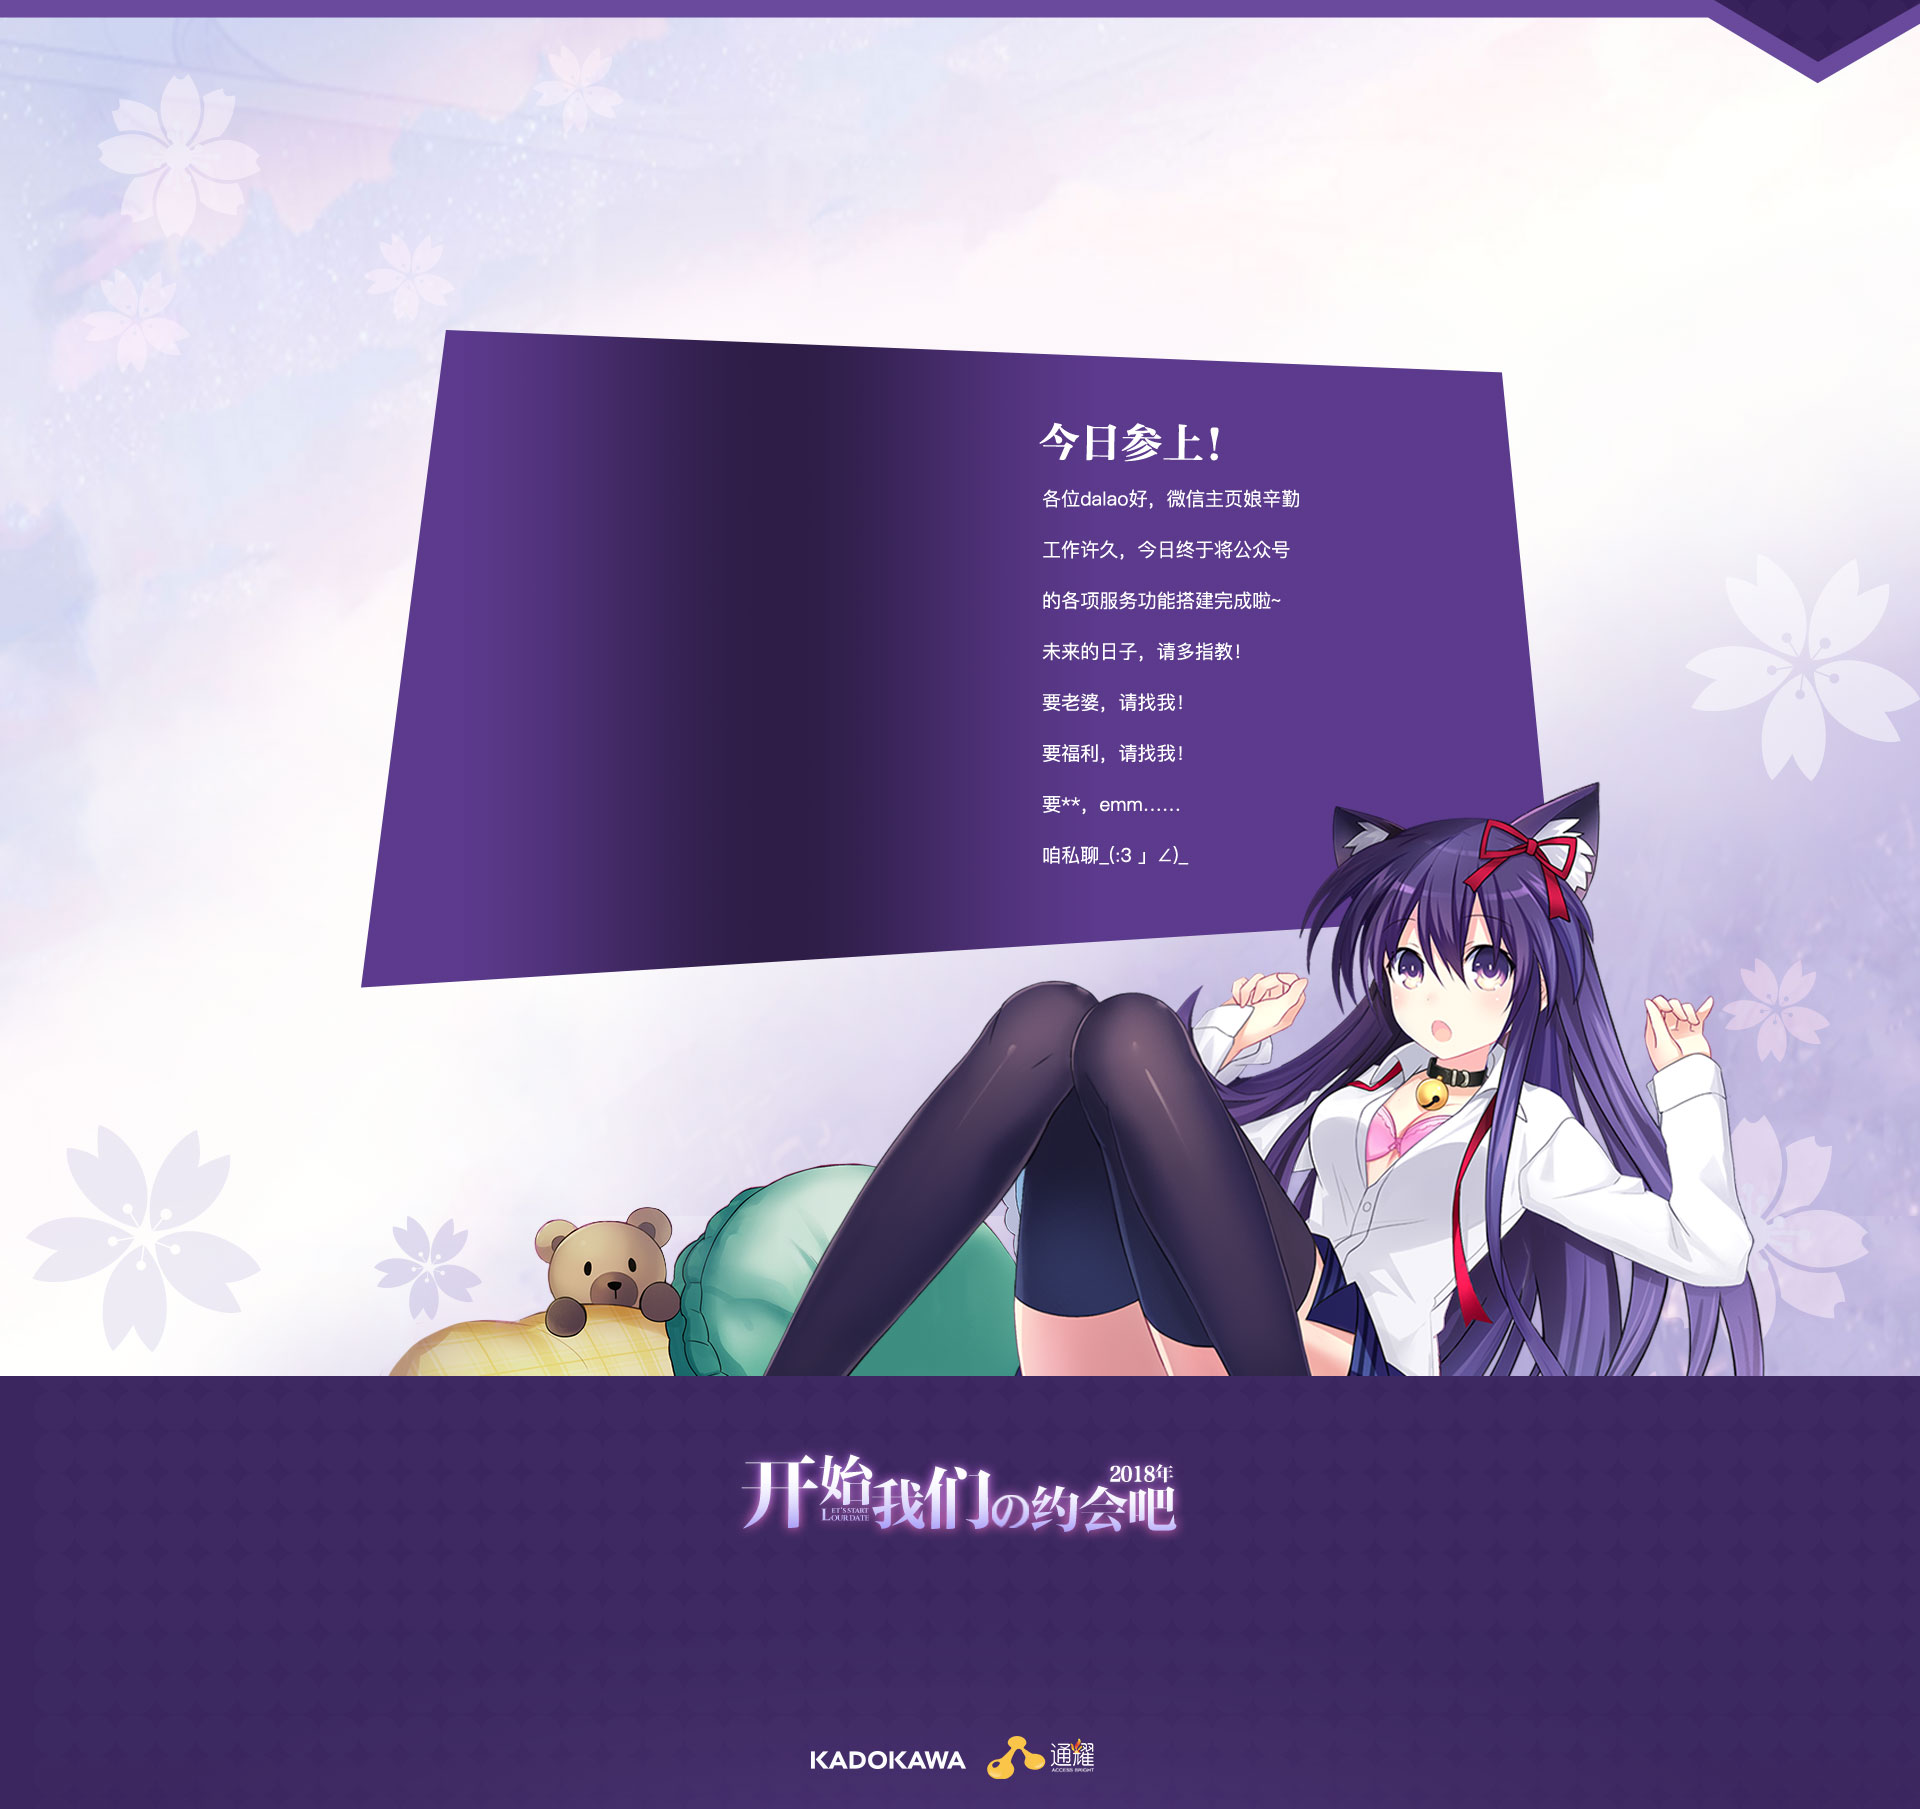 今日参上！
各位dalao好，微信主页娘辛勤
工作许久，今日终于将公众号
的各项服务功能搭建完成啦~
未来的日子，请多指教！
要老婆，请找我！
要福利，请找我！
要**，emm……
咱私聊_(:3 」∠)_
2018年
开始我们の约会吧
LET'S START
OUR DATE
KADOKAWA
通耀
ACCESS BRIGHT